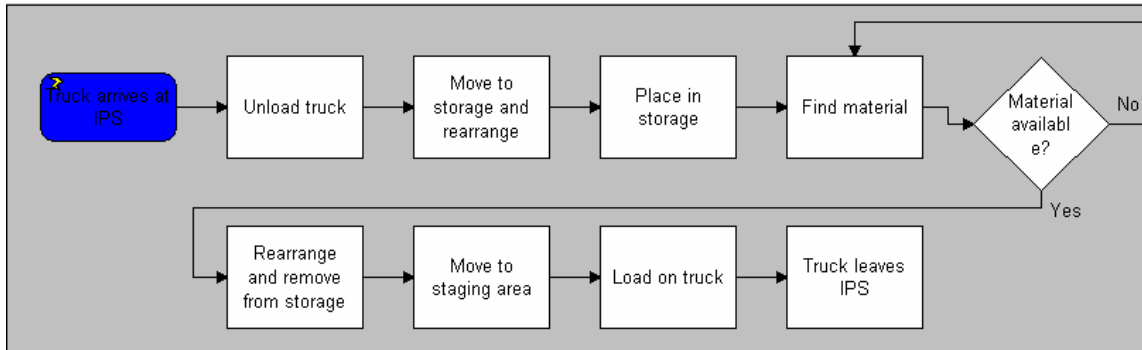 Truck arrives at
IPS
Unload truck
Move to
storage and
rearrange
Place in
storage
Find material
Material
availabl
e?
No
Yes
Rearrange
and remove
from storage
Move to
staging area
Load on truck
Truck leaves
IPS